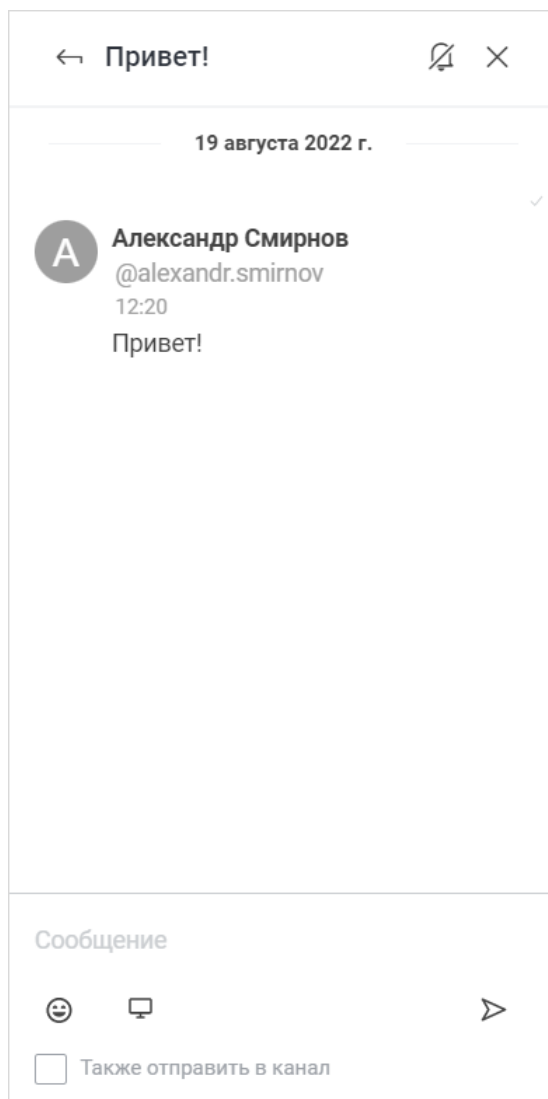 Привет!
19 августа 2022 г.
A
Александр Смирнов
@alexandr.smirnov
12:20
Привет!
Сообщение
Также отправить в канал